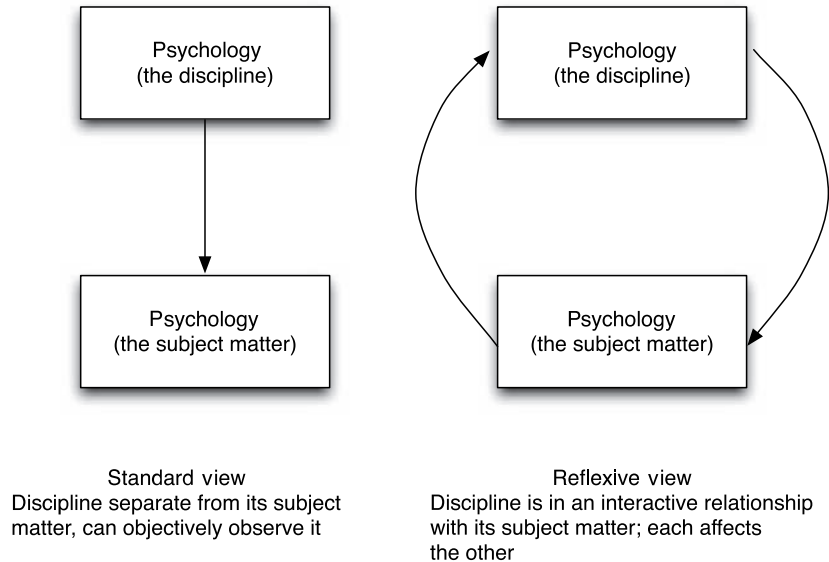 Psychology
(the discipline)
Psychology
(the subject matter)
Standard view
Discipline separate from its subject
matter, can objectively observe it
Psychology
(the discipline)
Psychology
(the subject matter)
Reflexive view
Discipline is in an interactive relationship
with its subject matter; each affects
the other